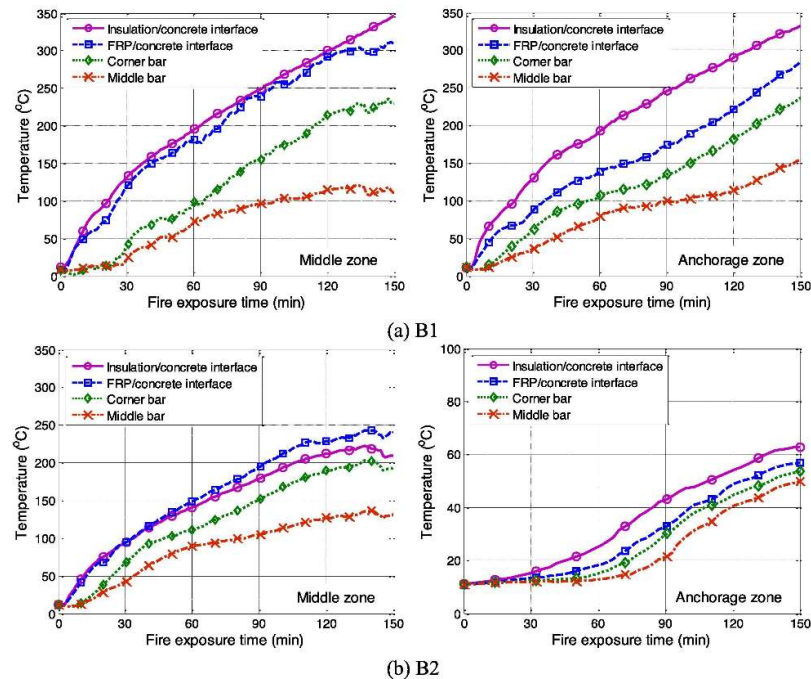 350
300
250
200
150
100
50
0
Temperature (°C)
Insulation/concrete interface
FRP/concrete interface
Corner bar
Middle bar
Middle zone
0 30 60 90 120 150
Fire exposure time (min)
350
300
250
200
150
100
50
0
Temperature (°C)
Insulation/concrete interface
FRP/concrete interface
Corner bar
Middle bar
Anchorage zone
0 30 60 90 120 150
Fire exposure time (min)
(a) B1
350
300
250
200
150
100
50
0
Temperature (°C)
Insulation/concrete interface
FRP/concrete interface
Corner bar
Middle bar
Middle zone
0 30 60 90 120 150
Fire exposure time (min)
100
80
60
40
20
0
Temperature (°C)
Insulation/concrete interface
FRP/concrete interface
Corner bar
Middle bar
Anchorage zone
0 30 60 90 120 150
Fire exposure time (min)
(b) B2